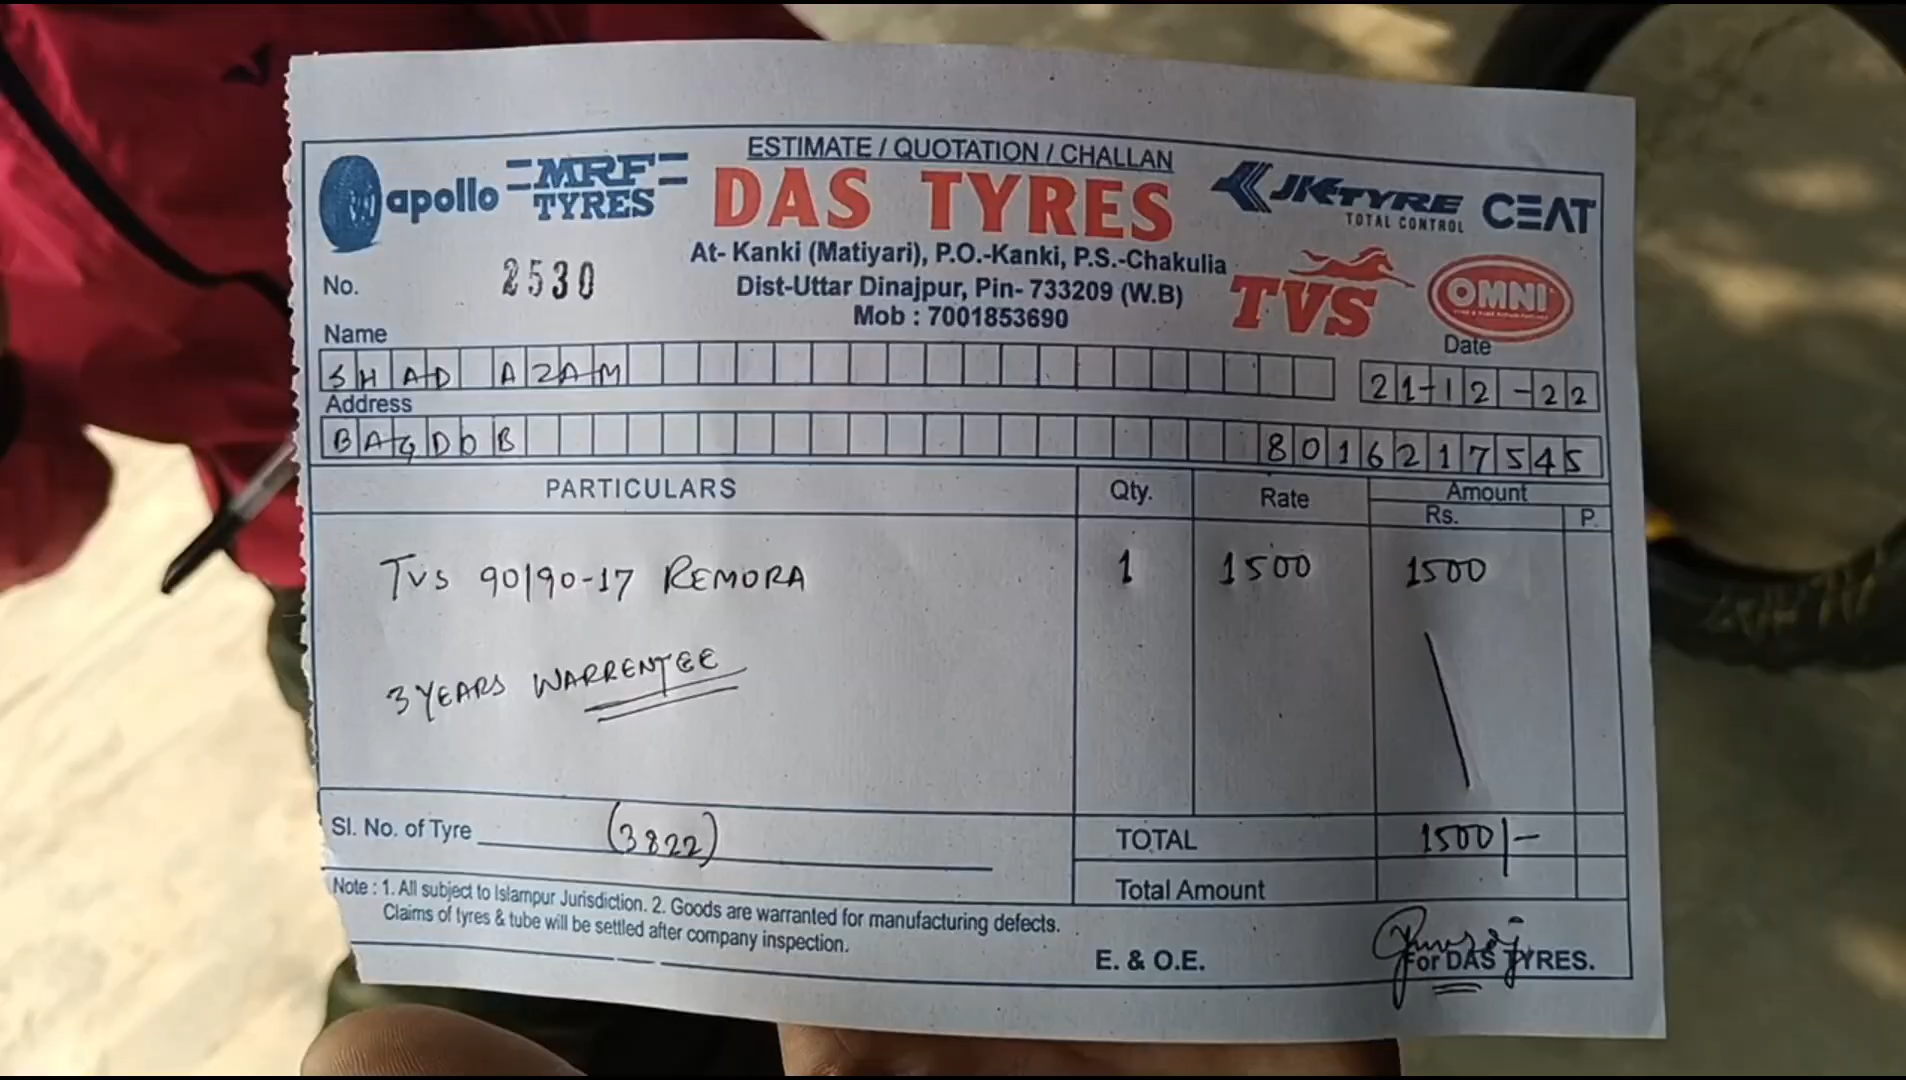 ESTIMATE / QUOTATION / CHALLAN
apollo
MRF TYRES
DAS TYRES
JK TYRE
TOTAL CONTROL
CEAT
At- Kanki (Matiyari), P.O.-Kanki, P.S.-Chakulia
Dist-Uttar Dinajpur, Pin- 733209 (W.B)
Mob : 7001853690
TVS
OMNI
No. 2530
Name SHAD AZAM
Date 21-12-22
Address BAGDOB 8016217545
PARTICULARS Qty. Rate Amount
Rs. P.
TVS 90/90-17 REMORA 1 1500 1500
3 YEARS WARRENTEE
Sl. No. of Tyre (3822)
TOTAL 1500/-
Total Amount
Note : 1. All subject to Islampur Jurisdiction. 2. Goods are warranted for manufacturing defects.
Claims of tyres & tube will be settled after company inspection.
E. & O.E.
For DAS TYRES.